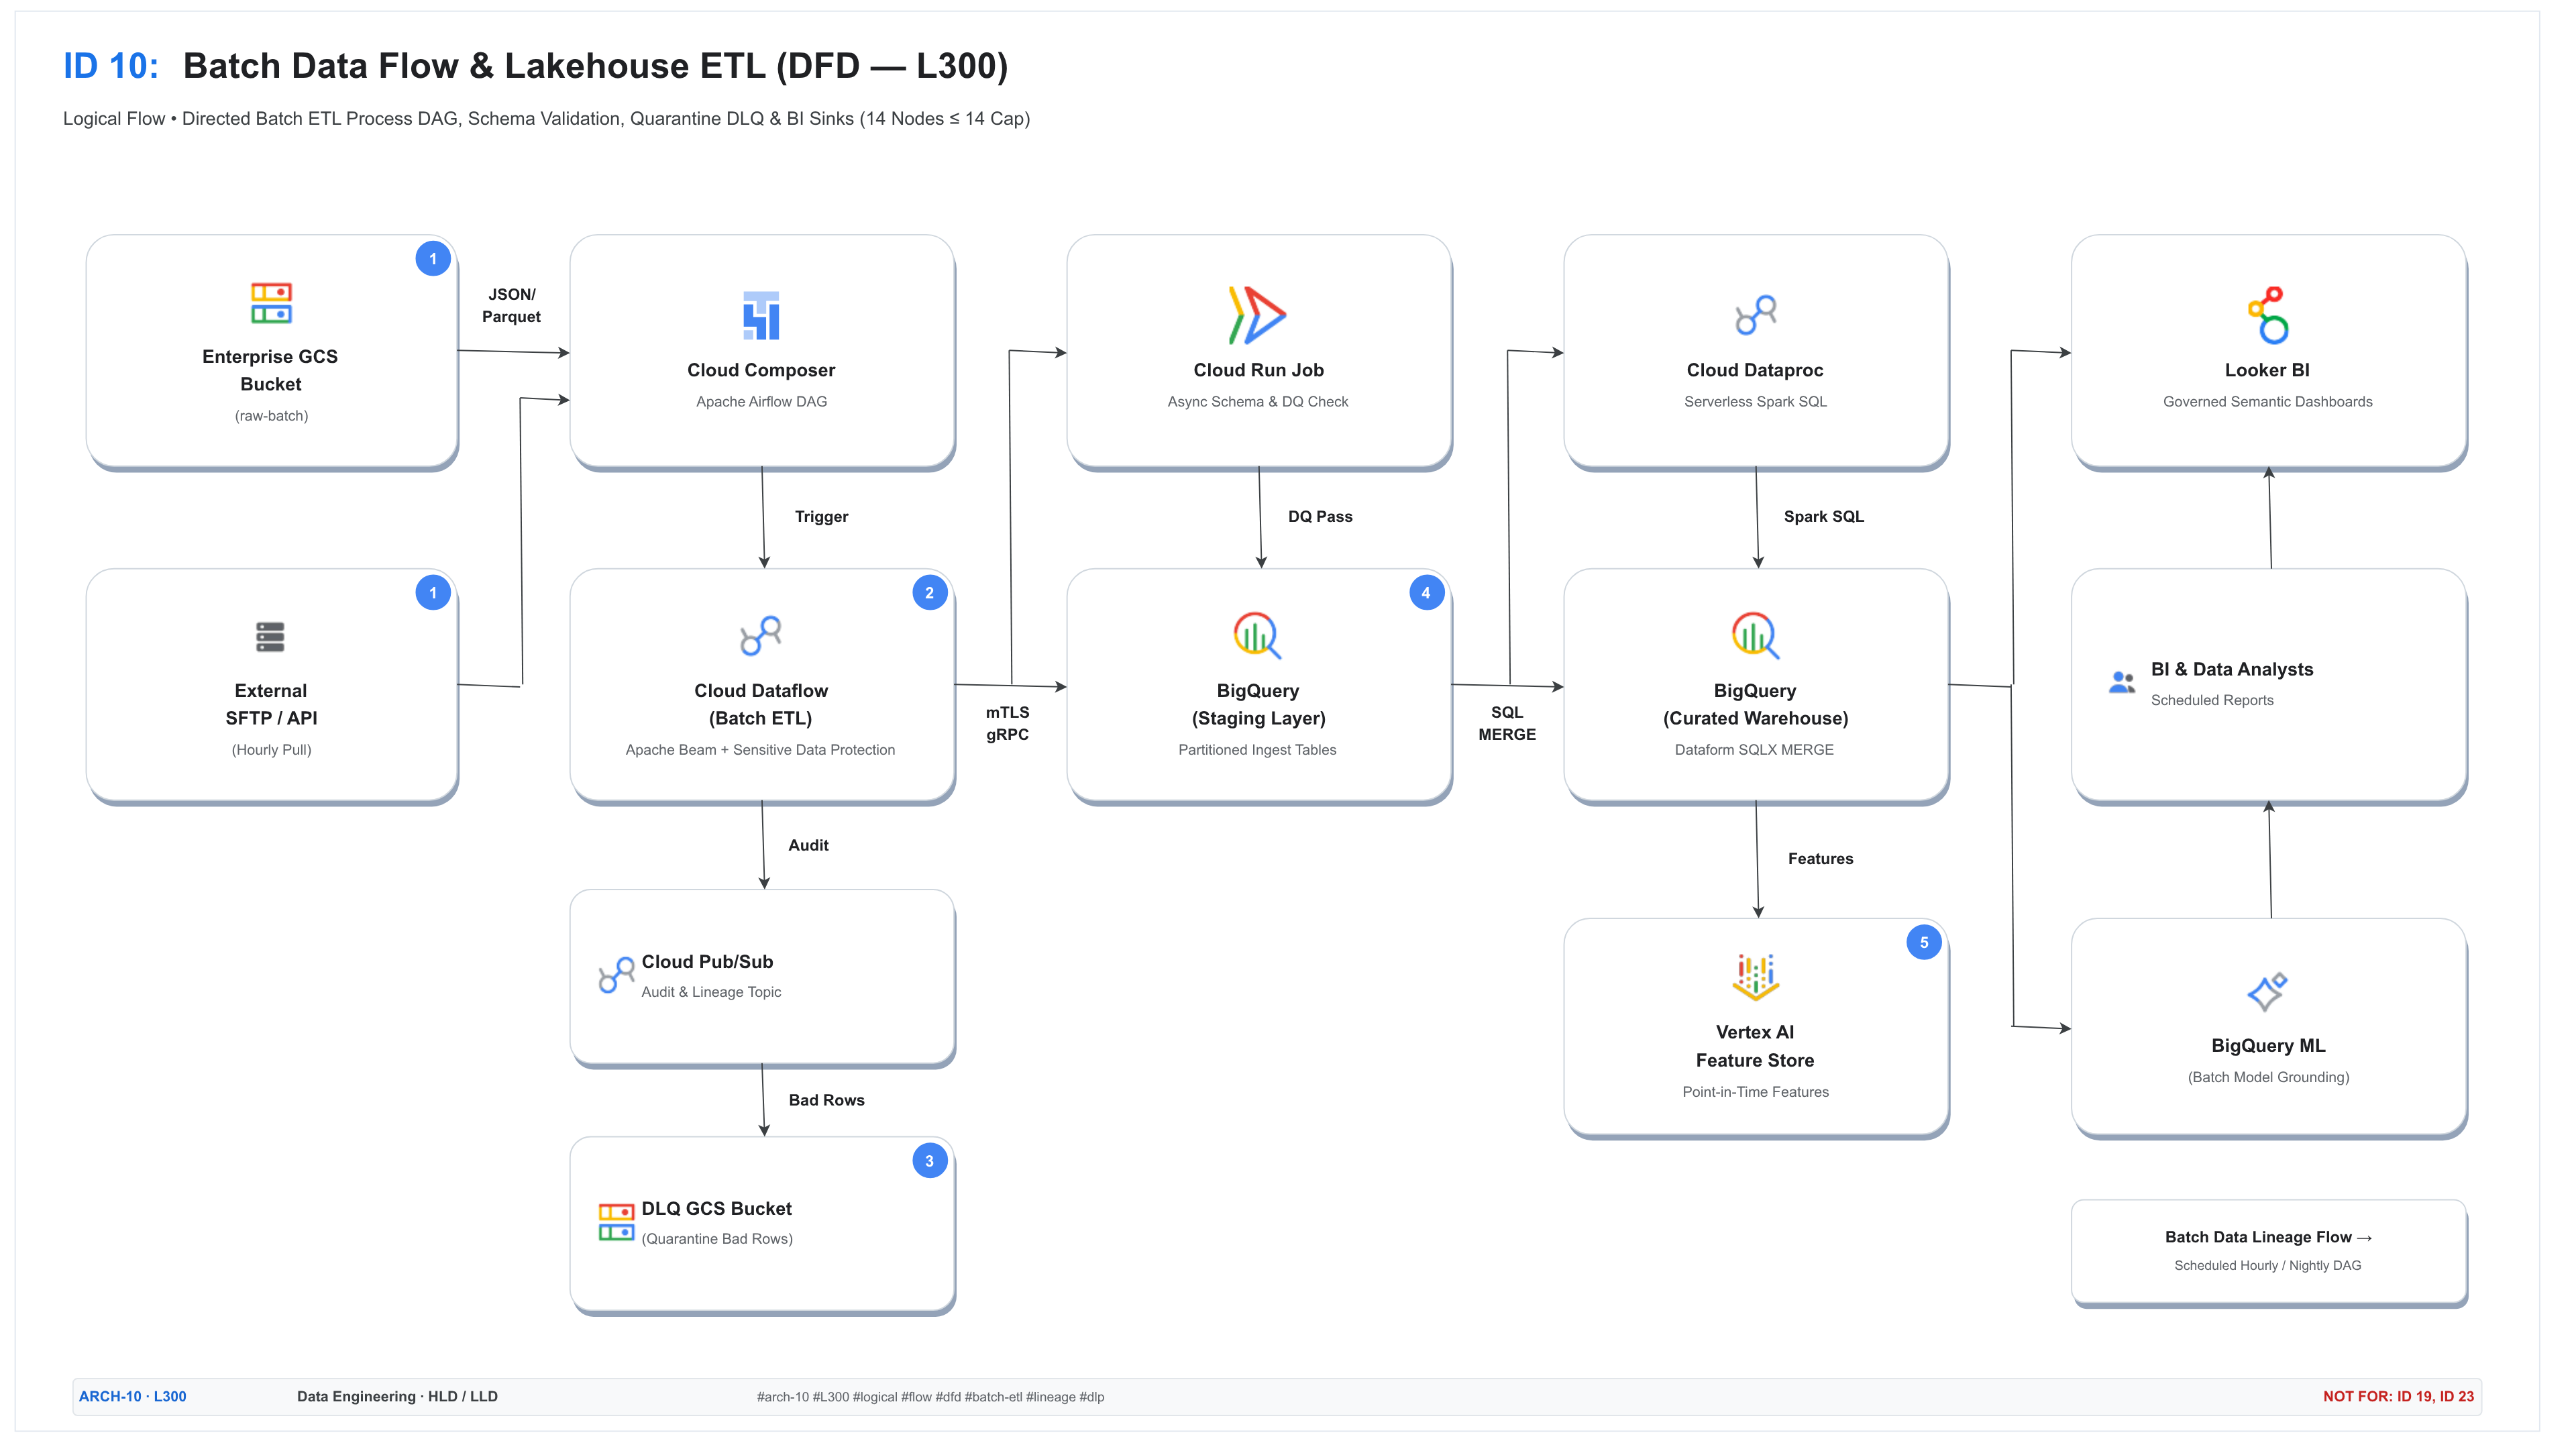 ID 10: Batch Data Flow & Lakehouse ETL (DFD — L300)
Logical Flow • Directed Batch ETL Process DAG, Schema Validation, Quarantine DLQ & BI Sinks (14 Nodes ≤ 14 Cap)
1
Enterprise GCS
Bucket
(raw-batch)
JSON/
Parquet
Cloud Composer
Apache Airflow DAG
Cloud Run Job
Async Schema & DQ Check
Cloud Dataproc
Serverless Spark SQL
Looker BI
Governed Semantic Dashboards
Trigger
DQ Pass
Spark SQL
1
External
SFTP / API
(Hourly Pull)
2
Cloud Dataflow
(Batch ETL)
Apache Beam + Sensitive Data Protection
mTLS
gRPC
4
BigQuery
(Staging Layer)
Partitioned Ingest Tables
SQL
MERGE
BigQuery
(Curated Warehouse)
Dataform SQLX MERGE
BI & Data Analysts
Scheduled Reports
Audit
Features
Cloud Pub/Sub
Audit & Lineage Topic
5
Vertex AI
Feature Store
Point-in-Time Features
BigQuery ML
(Batch Model Grounding)
Bad Rows
3
DLQ GCS Bucket
(Quarantine Bad Rows)
Batch Data Lineage Flow →
Scheduled Hourly / Nightly DAG
ARCH-10 · L300
Data Engineering · HLD / LLD
#arch-10 #L300 #logical #flow #dfd #batch-etl #lineage #dlp
NOT FOR: ID 19, ID 23